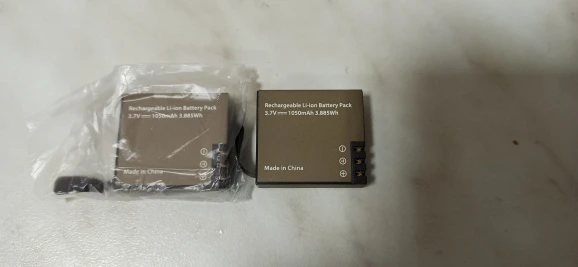 Rechargeable Li-ion Battery Pack
3.7V 1050mAh 3.885Wh
Made in China
Rechargeable Li-ion Battery Pack
3.7V 1050mAh 3.885Wh
Made in China